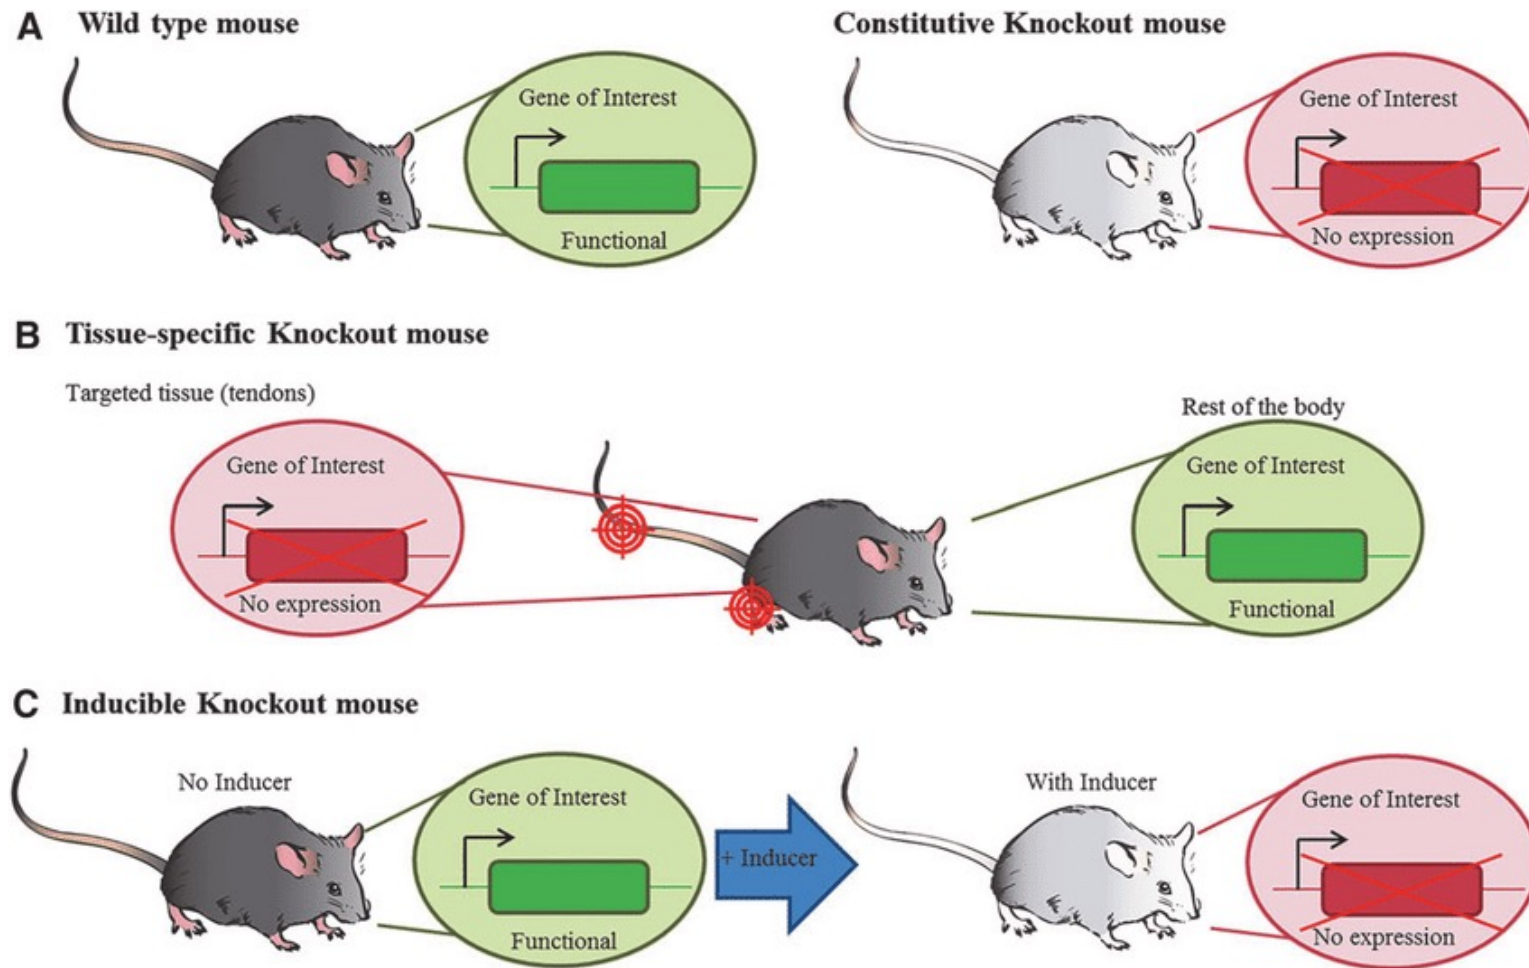 A Wild type mouse
Constitutive Knockout mouse
Gene of Interest
Functional
Gene of Interest
No expression
B Tissue-specific Knockout mouse
Targeted tissue (tendons)
Gene of Interest
No expression
Rest of the body
Gene of Interest
Functional
C Inducible Knockout mouse
No Inducer
Gene of Interest
Functional
+ Inducer
With Inducer
Gene of Interest
No expression